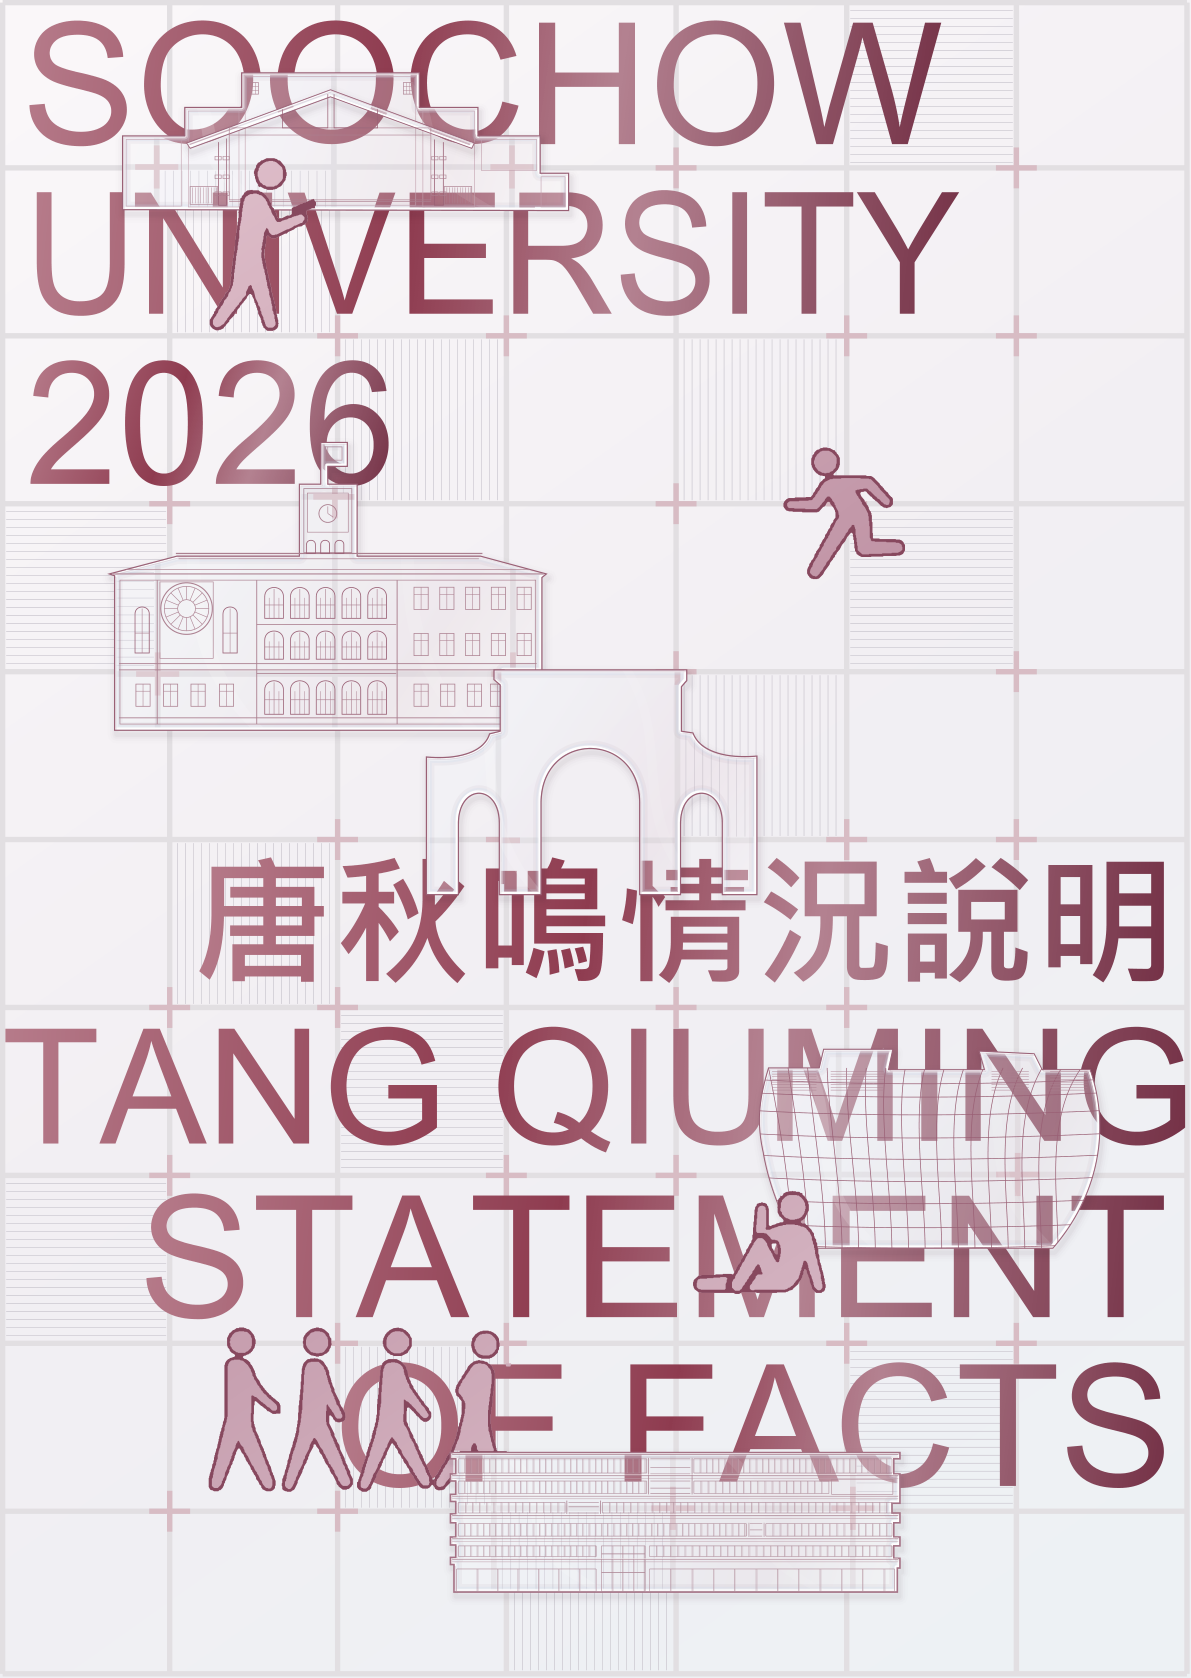 SOOCHOW
UNIVERSITY
2026
唐秋鳴情況說明
TANG QIUMING
STATEMENT
OF FACTS